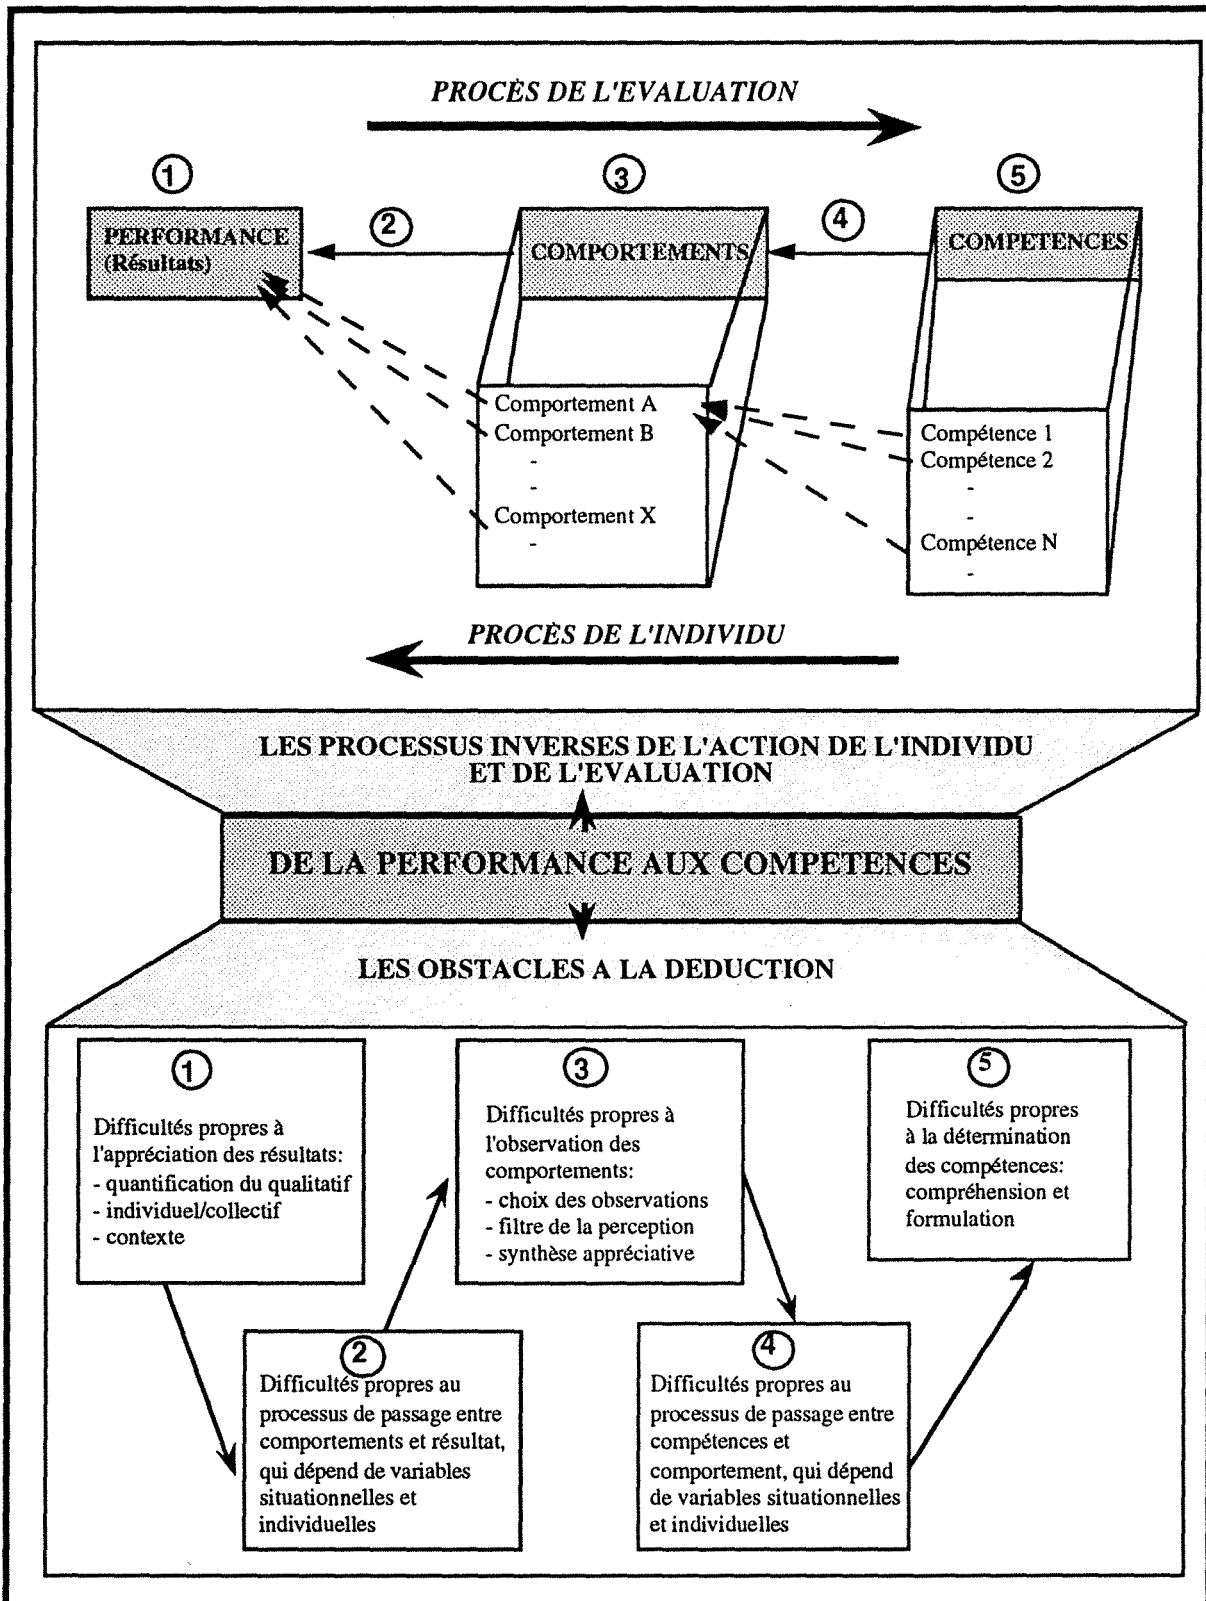 PROCÈS DE L'EVALUATION
1
3
5
PERFORMANCE
(Résultats)
2
COMPORTEMENTS
4
COMPETENCES
Comportement A
Comportement B
-
-
Comportement X
-
Compétence 1
Compétence 2
-
-
Compétence N
-
PROCÈS DE L'INDIVIDU
LES PROCESSUS INVERSES DE L'ACTION DE L'INDIVIDU
ET DE L'EVALUATION
DE LA PERFORMANCE AUX COMPETENCES
LES OBSTACLES A LA DEDUCTION
1
Difficultés propres à
l'appréciation des résultats:
- quantification du qualitatif
- individuel/collectif
- contexte
2
Difficultés propres au
processus de passage entre
comportements et résultat,
qui dépend de variables
situationnelles et
individuelles
3
Difficultés propres à
l'observation des
comportements:
- choix des observations
- filtre de la perception
- synthèse appréciative
4
Difficultés propres au
processus de passage entre
compétences et
comportement, qui dépend
de variables situationnelles
et individuelles
5
Difficultés propres
à la détermination
des compétences:
compréhension et
formulation